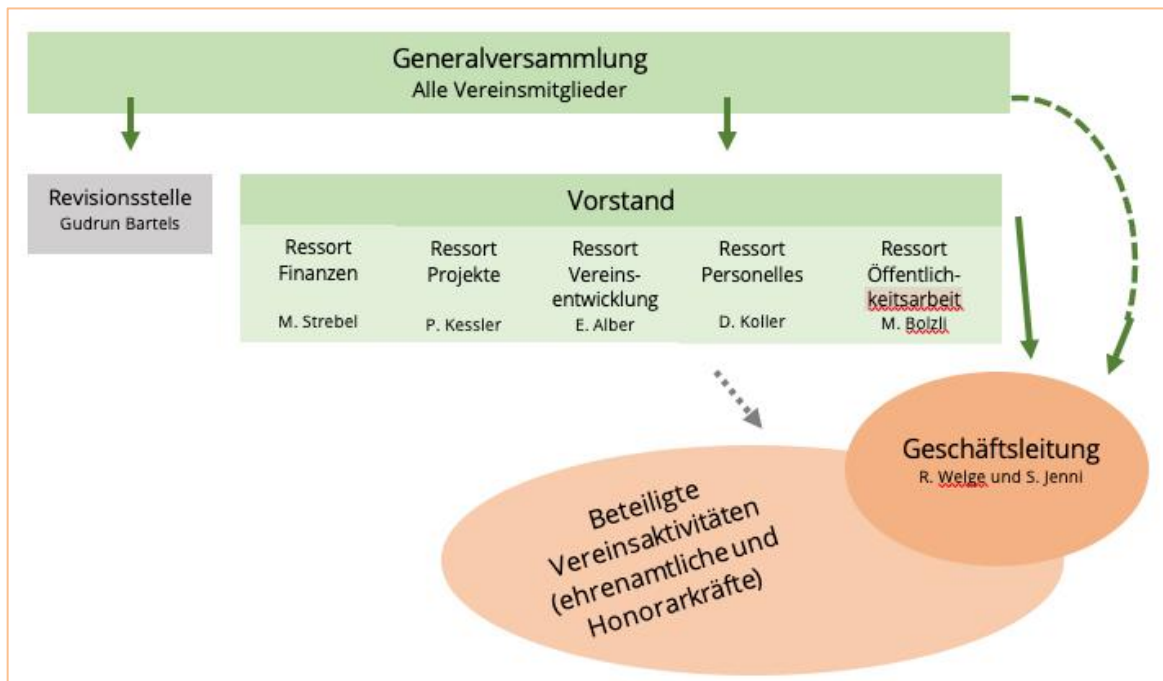 Generalversammlung
Alle Vereinsmitglieder
Revisionsstelle
Gudrun Bartels
Vorstand
Ressort
Finanzen
M. Strebel
Ressort
Projekte
P. Kessler
Ressort
Vereins-
entwicklung
E. Alber
Ressort
Personelles
D. Koller
Ressort
Öffentlich-
keitsarbeit
M. Bolzli
Geschäftsleitung
R. Welge und S. Jenni
Beteiligte
Vereinsaktivitäten
(ehrenamtliche und
Honorarkräfte)